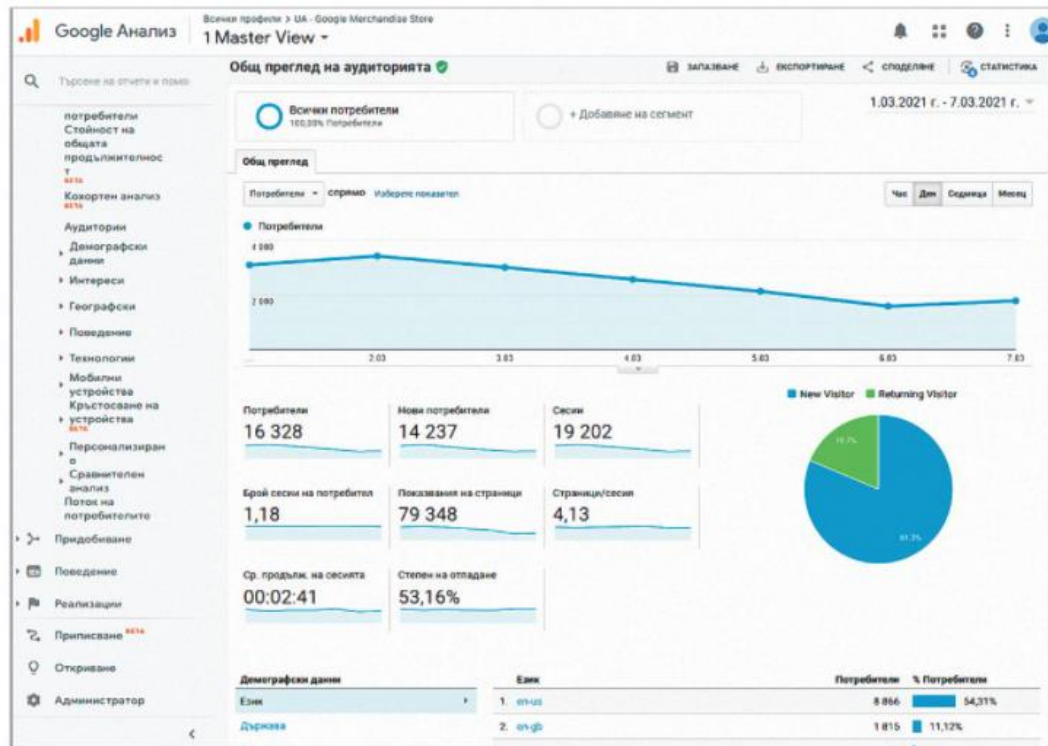 Google Анализ
Всички профили > UA - Google Merchandise Store
1 Master View
Търсене на отчети и помощ
Общ преглед на аудиторията
ЗАПАЗВАНЕ
ЕКСПОРТИРАНЕ
СПОДЕЛЯНЕ
СТАТИСТИКА
потребители
Стойност на
общата
продължителнос
т
BETA
Кохортен анализ
BETA
Аудитории
Демографски
данни
Интереси
Географски
Поведение
Технологии
Мобилни
устройства
Кръстосване на
устройства
BETA
Персонализиран
о
Сравнителен
анализ
Поток на
потребителите
Придобиване
Поведение
Реализации
Приписване BETA
Откриване
Администратор
Всички потребители
100,00% Потребители
+ Добавяне на сегмент
1.03.2021 г. - 7.03.2021 г.
Общ преглед
Потребители
спрямо
Изберете показател
Час
Ден
Седмица
Месец
Потребители
4 000
2 000
...
2.03
3.03
4.03
5.03
6.03
7.03
New Visitor
Returning Visitor
Потребители
16 328
Нови потребители
14 237
Сесии
19 202
Брой сесии на потребител
1,18
Показвания на страници
79 348
Страници/сесия
4,13
Ср. продълж. на сесията
00:02:41
Степен на отпадане
53,16%
Демографски данни
Език
Държава
Език
Потребители
% Потребители
1. en-us
8 866
54,31%
2. en-gb
1 815
11,12%